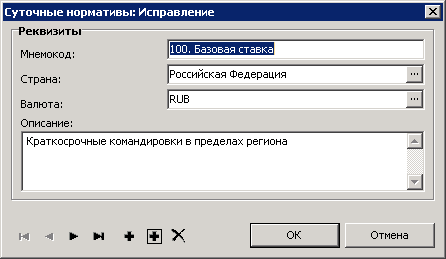 Суточные нормативы: Исправление
Реквизиты
Мнемокод: 100. Базовая ставка
Страна: Российская Федерация ...
Валюта: RUB ...
Описание:
Краткосрочные командировки в пределах региона
OK Отмена